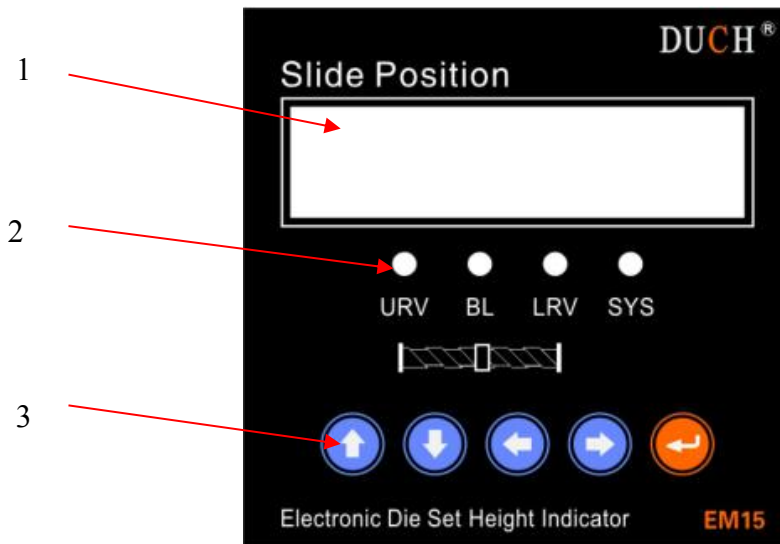 DUCH®
1
Slide Position
2
URV BL LRV SYS
3
Electronic Die Set Height Indicator EM15